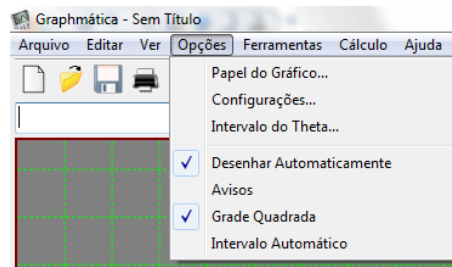 Graphmática - Sem Título
Arquivo Editar Ver Opções Ferramentas Cálculo Ajuda
Papel do Gráfico...
Configurações...
Intervalo do Theta...
Desenhar Automaticamente
Avisos
Grade Quadrada
Intervalo Automático